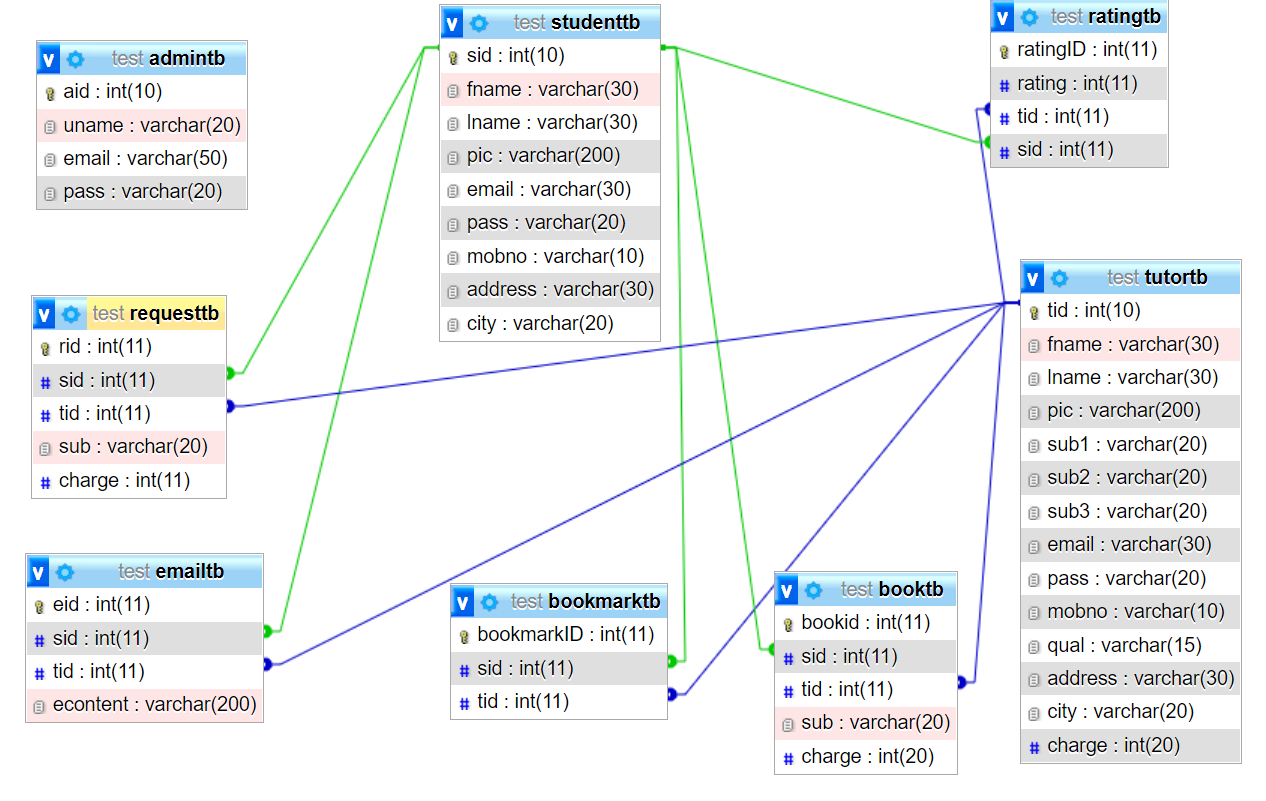 test admintb
aid : int(10)
uname : varchar(20)
email : varchar(50)
pass : varchar(20)
test studenttb
sid : int(10)
fname : varchar(30)
lname : varchar(30)
pic : varchar(200)
email : varchar(30)
pass : varchar(20)
mobno : varchar(10)
address : varchar(30)
city : varchar(20)
test ratingtb
ratingID : int(11)
rating : int(11)
tid : int(11)
sid : int(11)
test requesttb
rid : int(11)
sid : int(11)
tid : int(11)
sub : varchar(20)
charge : int(11)
test tutortb
tid : int(10)
fname : varchar(30)
lname : varchar(30)
pic : varchar(200)
sub1 : varchar(20)
sub2 : varchar(20)
sub3 : varchar(20)
email : varchar(30)
pass : varchar(20)
mobno : varchar(10)
qual : varchar(15)
address : varchar(30)
city : varchar(20)
charge : int(20)
test emailtb
eid : int(11)
sid : int(11)
tid : int(11)
econtent : varchar(200)
test bookmarktb
bookmarkID : int(11)
sid : int(11)
tid : int(11)
test booktb
bookid : int(11)
sid : int(11)
tid : int(11)
sub : varchar(20)
charge : int(20)